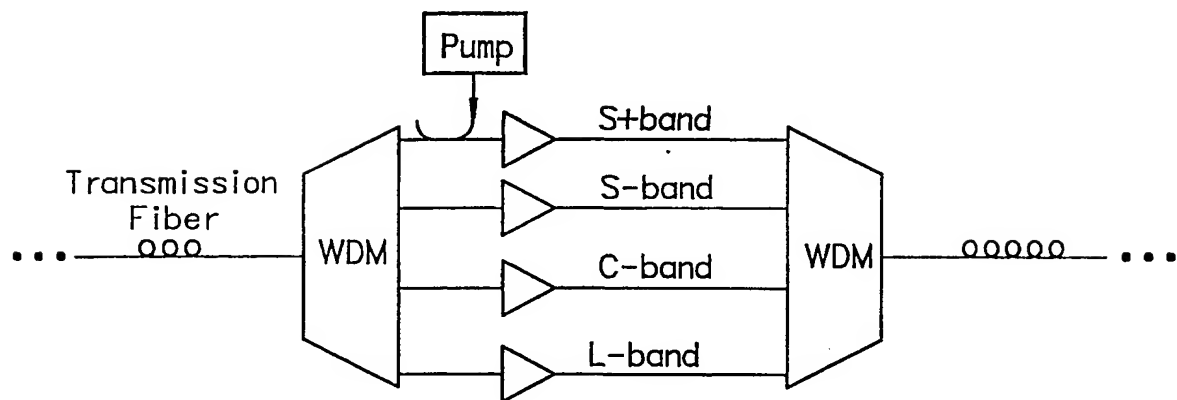 Pump
S+band
Transmission
Fiber
S-band
WDM
C-band
WDM
L-band